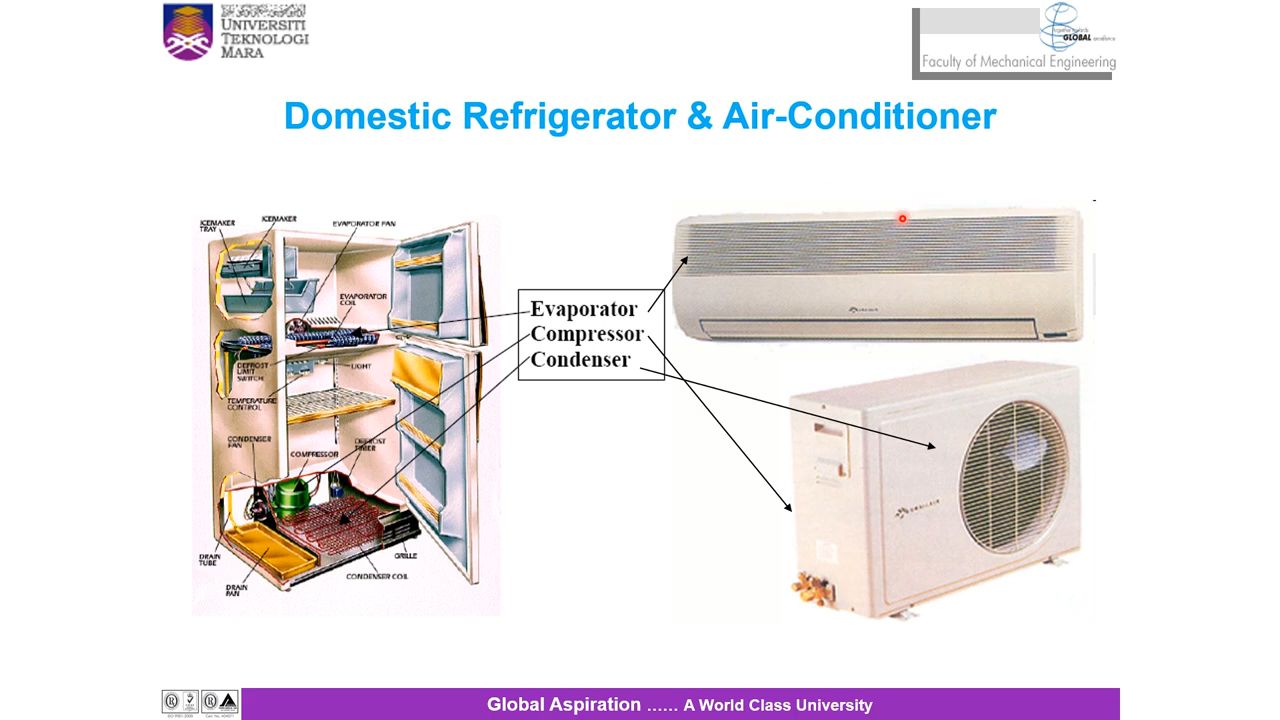 UNIVERSITI
TEKNOLOGI
MARA
GLOBAL
Faculty of Mechanical Engineering
Domestic Refrigerator & Air-Conditioner
ICEMAKER
TRAY
ICEMAKER
EVAPORATOR FAN
EVAPORATOR
COIL
DEFROST
LIMIT
SWITCH
LIGHT
TEMPERATURE
CONTROL
CONDENSER
FAN
COMPRESSOR
DEFROST
TIMER
DRAIN
TUBE
DRAIN
PAN
GRILLE
CONDENSER COIL
Evaporator
Compressor
Condenser
Global Aspiration ...... A World Class University